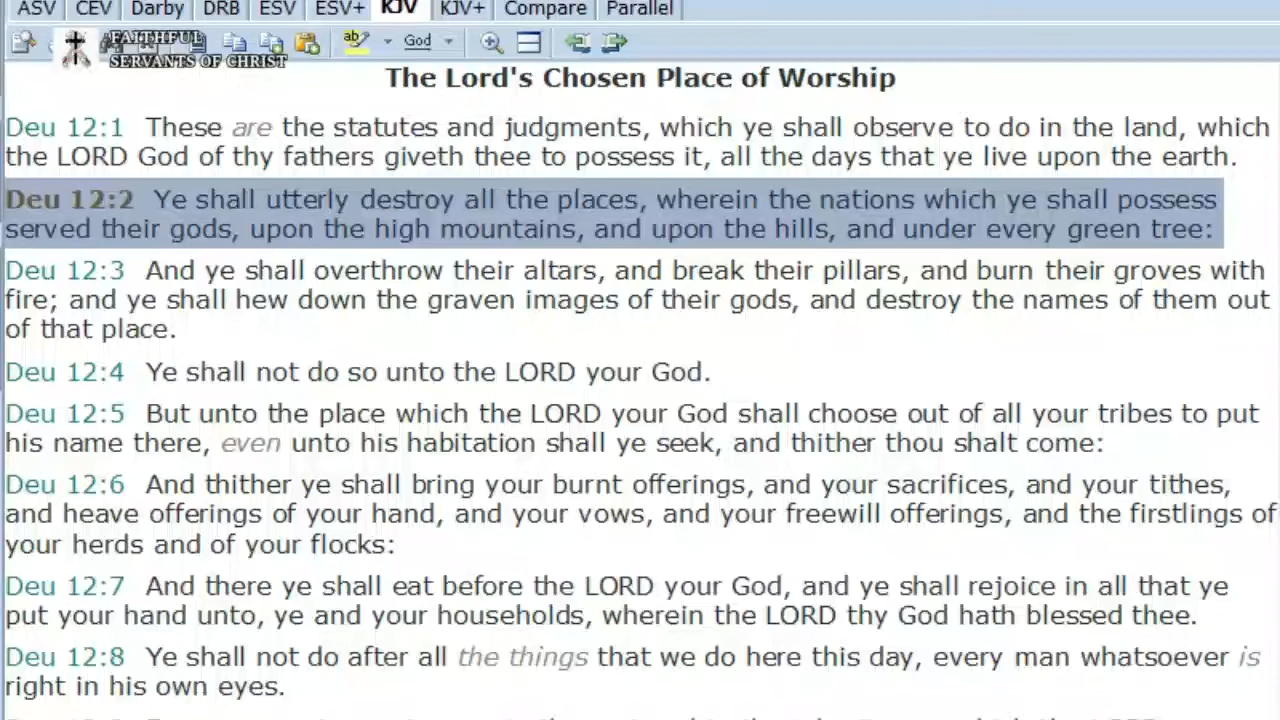 ASV CEV Darby DRB ESV ESV+ KJV KJV+ Compare Parallel
FAITHFUL
SERVANTS OF CHRIST
ab God
The Lord's Chosen Place of Worship
Deu 12:1 These are the statutes and judgments, which ye shall observe to do in the land, which
the LORD God of thy fathers giveth thee to possess it, all the days that ye live upon the earth.
Deu 12:2 Ye shall utterly destroy all the places, wherein the nations which ye shall possess
served their gods, upon the high mountains, and upon the hills, and under every green tree:
Deu 12:3 And ye shall overthrow their altars, and break their pillars, and burn their groves with
fire; and ye shall hew down the graven images of their gods, and destroy the names of them out
of that place.
Deu 12:4 Ye shall not do so unto the LORD your God.
Deu 12:5 But unto the place which the LORD your God shall choose out of all your tribes to put
his name there, even unto his habitation shall ye seek, and thither thou shalt come:
Deu 12:6 And thither ye shall bring your burnt offerings, and your sacrifices, and your tithes,
and heave offerings of your hand, and your vows, and your freewill offerings, and the firstlings of
your herds and of your flocks:
Deu 12:7 And there ye shall eat before the LORD your God, and ye shall rejoice in all that ye
put your hand unto, ye and your households, wherein the LORD thy God hath blessed thee.
Deu 12:8 Ye shall not do after all the things that we do here this day, every man whatsoever is
right in his own eyes.